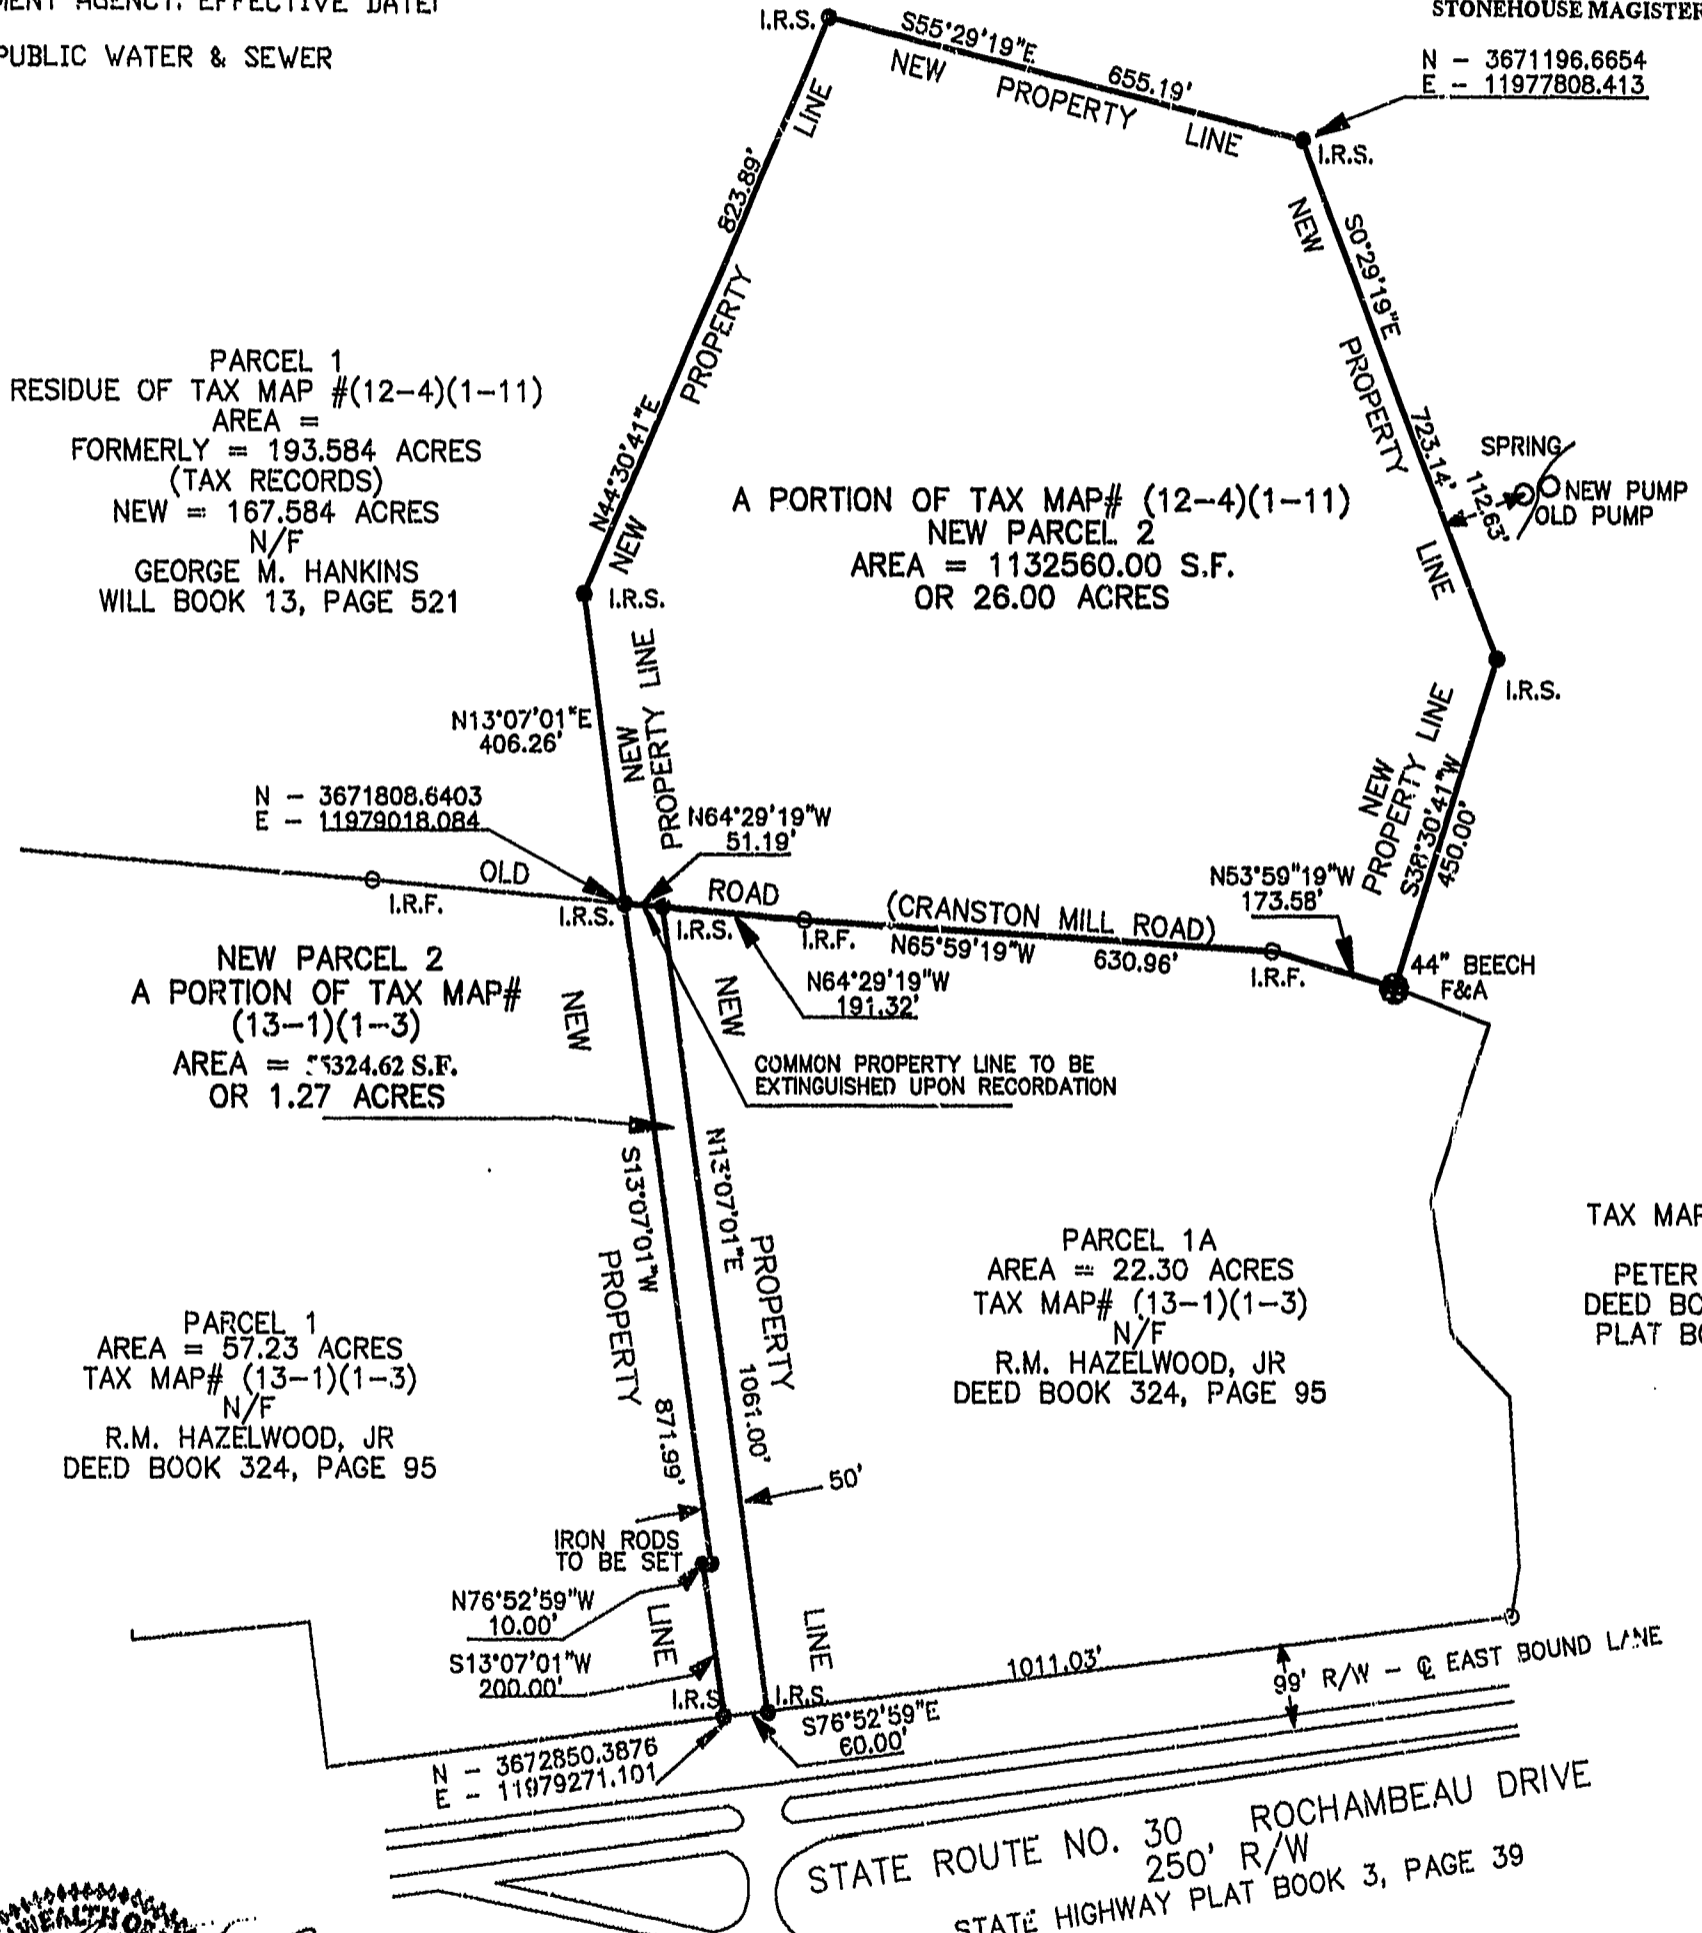 PUBLIC WATER & SEWER
STONEHOUSE
N - 3671196.6654
E - 11977808.413
I.R.S.
S55°29'19"E
655.19'
NEW PROPERTY LINE
I.R.S.
823.89'
N44°30'41"E
NEW PROPERTY LINE
S0°29'19"E
723.14'
NEW PROPERTY LINE
SPRING
NEW PUMP
OLD PUMP
112.63'
PARCEL 1
RESIDUE OF TAX MAP #(12-4)(1-11)
AREA =
FORMERLY = 193.584 ACRES
(TAX RECORDS)
NEW = 167.584 ACRES
N/F
GEORGE M. HANKINS
WILL BOOK 13, PAGE 521
A PORTION OF TAX MAP# (12-4)(1-11)
NEW PARCEL 2
AREA = 1132560.00 S.F.
OR 26.00 ACRES
I.R.S.
I.R.S.
N13°07'01"E
406.26'
NEW PROPERTY LINE
NEW
PROPERTY LINE
S38°30'41"W
450.00'
N - 3671808.6403
E - 11979018.084
N64°29'19"W
51.19'
N53°59"19"W
173.58'
OLD ROAD (CRANSTON MILL ROAD)
I.R.F.
I.R.S.
I.R.S.
I.R.F.
N65°59'19"W
630.96'
I.R.F.
44" BEECH
F&A
N64°29'19"W
191.32'
NEW PARCEL 2
A PORTION OF TAX MAP#
(13-1)(1-3)
AREA = 5324.62 S.F.
OR 1.27 ACRES
COMMON PROPERTY LINE TO BE
EXTINGUISHED UPON RECORDATION
NEW PROPERTY LINE
S13°07'01"W
871.99'
NEW PROPERTY LINE
N13°07'01"E
1061.00'
50'
PARCEL 1A
AREA = 22.30 ACRES
TAX MAP# (13-1)(1-3)
N/F
R.M. HAZELWOOD, JR
DEED BOOK 324, PAGE 95
TAX MAP
PETER
DEED
PLAT
PARCEL 1
AREA = 57.23 ACRES
TAX MAP# (13-1)(1-3)
N/F
R.M. HAZELWOOD, JR
DEED BOOK 324, PAGE 95
IRON RODS
TO BE SET
N76°52'59"W
10.00'
S13°07'01"W
200.00'
I.R.S
I.R.S.
1011.03'
S76°52'59"E
60.00'
99' R/W - ℄ EAST BOUND LANE
N - 3672850.3876
E - 11979271.101
STATE ROUTE NO. 30 ROCHAMBEAU DRIVE
250' R/W
STATE HIGHWAY PLAT BOOK 3, PAGE 39